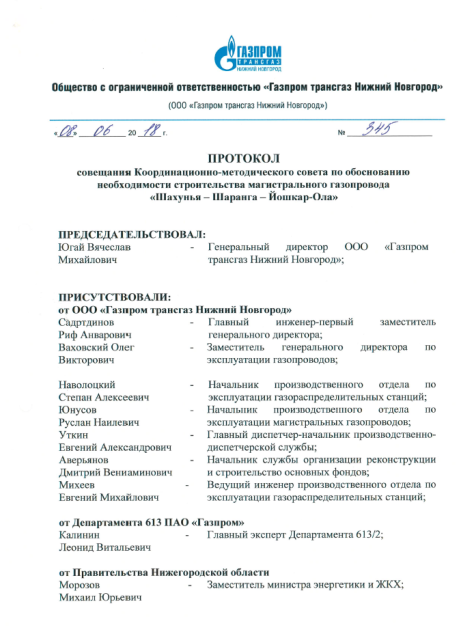 ГАЗПРОМ
ТРАНСГАЗ
НИЖНИЙ НОВГОРОД
Общество с ограниченной ответственностью «Газпром трансгаз Нижний Новгород»
(ООО «Газпром трансгаз Нижний Новгород»)
«08» 06 2018 г. № 345
ПРОТОКОЛ
совещания Координационно-методического совета по обоснованию
необходимости строительства магистрального газопровода
«Шахунья – Шаранга – Йошкар-Ола»
ПРЕДСЕДАТЕЛЬСТВОВАЛ:
Югай Вячеслав - Генеральный директор ООО «Газпром
Михайлович трансгаз Нижний Новгород»;
ПРИСУТСТВОВАЛИ:
от ООО «Газпром трансгаз Нижний Новгород»
Садртдинов - Главный инженер-первый заместитель
Риф Анварович генерального директора;
Ваховский Олег - Заместитель генерального директора по
Викторович эксплуатации газопроводов;
Наволоцкий - Начальник производственного отдела по
Степан Алексеевич эксплуатации газораспределительных станций;
Юнусов - Начальник производственного отдела по
Руслан Наилевич эксплуатации магистральных газопроводов;
Уткин - Главный диспетчер-начальник производственно-
Евгений Александрович диспетчерской службы;
Аверьянов - Начальник службы организации реконструкции
Дмитрий Вениаминович и строительство основных фондов;
Михеев - Ведущий инженер производственного отдела по
Евгений Михайлович эксплуатации газораспределительных станций;
от Департамента 613 ПАО «Газпром»
Калинин - Главный эксперт Департамента 613/2;
Леонид Витальевич
от Правительства Нижегородской области
Морозов - Заместитель министра энергетики и ЖКХ;
Михаил Юрьевич